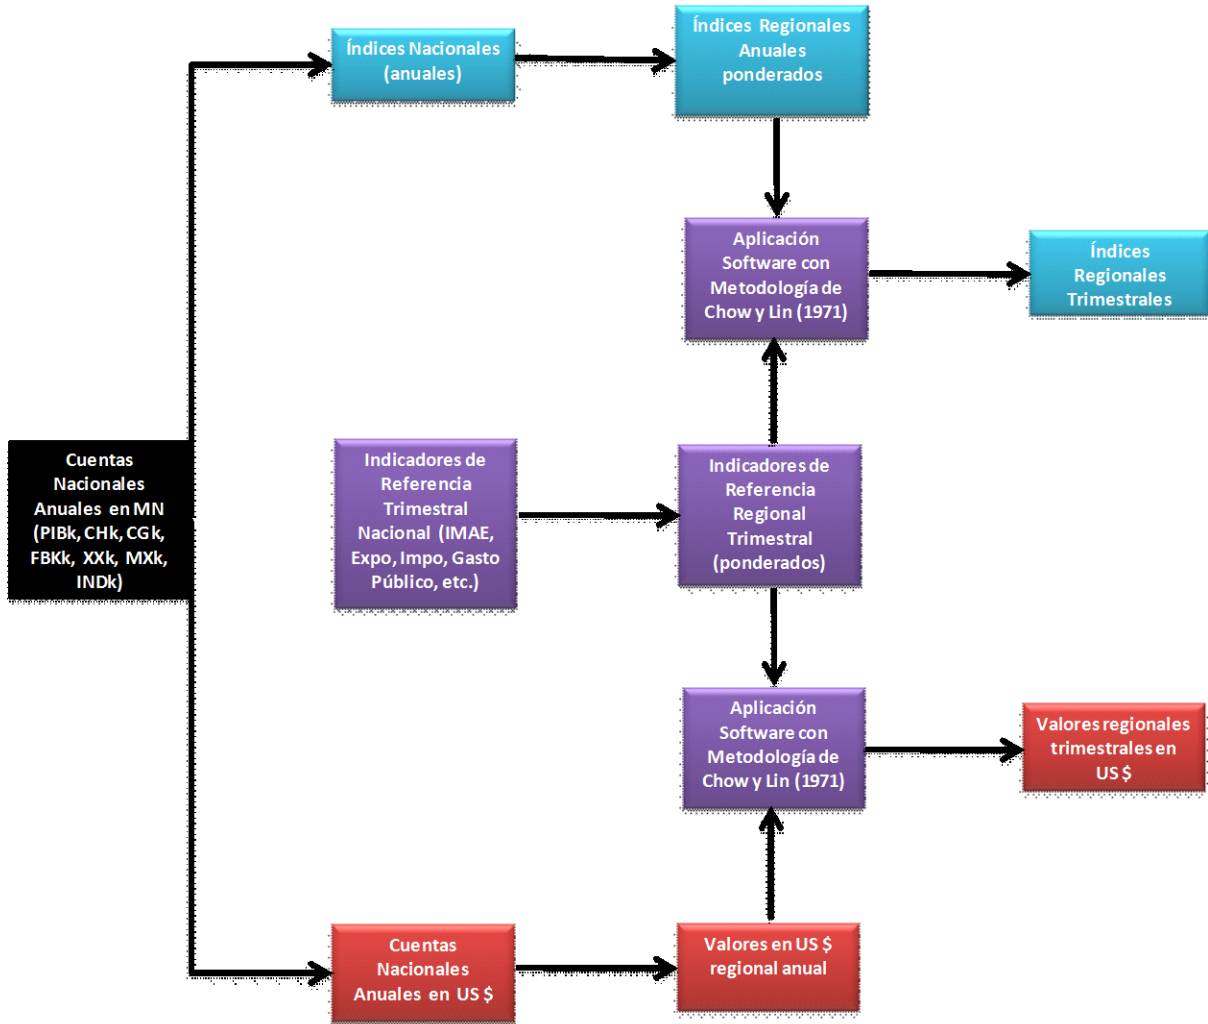 Índices Nacionales
(anuales)
Índices Regionales
Anuales
ponderados
Aplicación
Software con
Metodología de
Chow y Lin (1971)
Índices
Regionales
Trimestrales
Cuentas
Nacionales
Anuales en MN
(PIBk, CHk, CGk,
FBKk, XXk, MXk,
INDk)
Indicadores de
Referencia
Trimestral
Nacional (IMAE,
Expo, Impo, Gasto
Público, etc.)
Indicadores de
Referencia
Regional
Trimestral
(ponderados)
Aplicación
Software con
Metodología de
Chow y Lin (1971)
Valores regionales
trimestrales en
US $
Cuentas
Nacionales
Anuales en US $
Valores en US $
regional anual